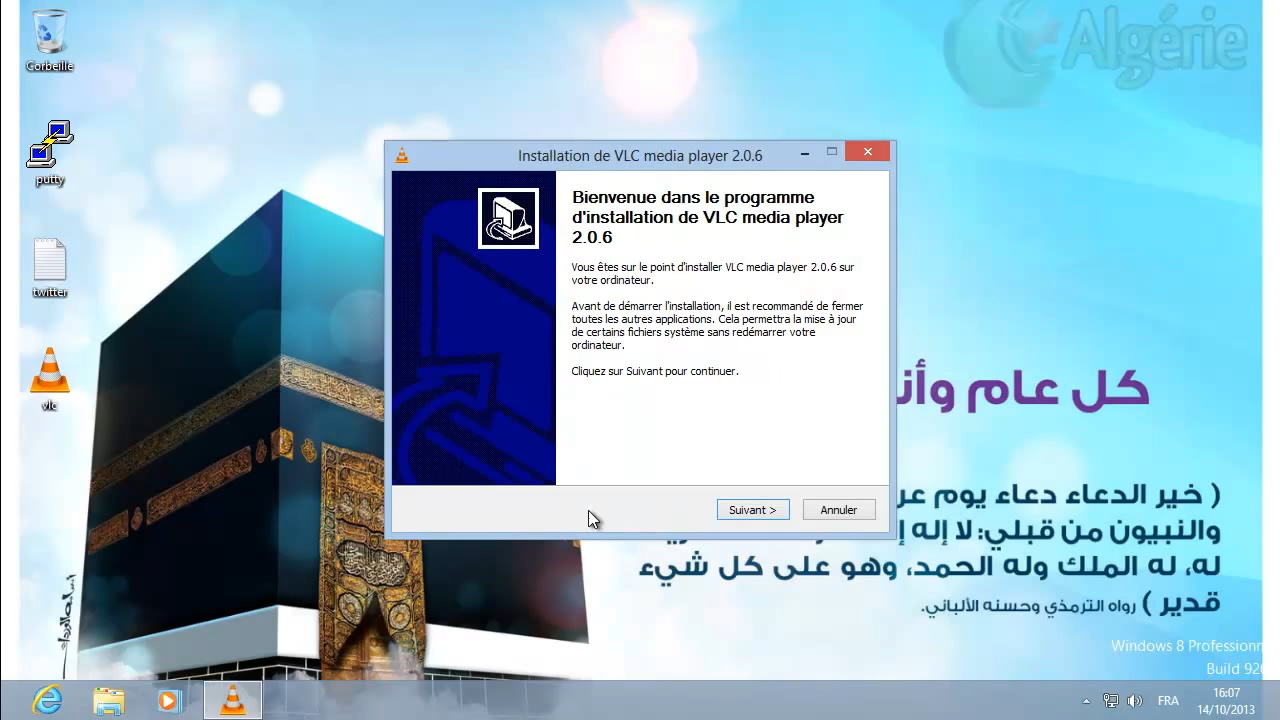 Corbeille
putty
twitter
vlc
Algérie
Installation de VLC media player 2.0.6
Bienvenue dans le programme
d'installation de VLC media player
2.0.6
Vous êtes sur le point d'installer VLC media player 2.0.6 sur
votre ordinateur.
Avant de démarrer l'installation, il est recommandé de fermer
toutes les autres applications. Cela permettra la mise à jour
de certains fichiers système sans redémarrer votre
ordinateur.
Cliquez sur Suivant pour continuer.
Suivant >
Annuler
كل عام
( خير الدعاء دعاء يوم
والنبيون من قبلي: لا إله
له، له الملك وله الحمد، وهو على كل شيء
قدير ) رواه الترمذي وحسنه الألباني.
Windows 8 Professionn
Build 920
FRA
16:07
14/10/2013